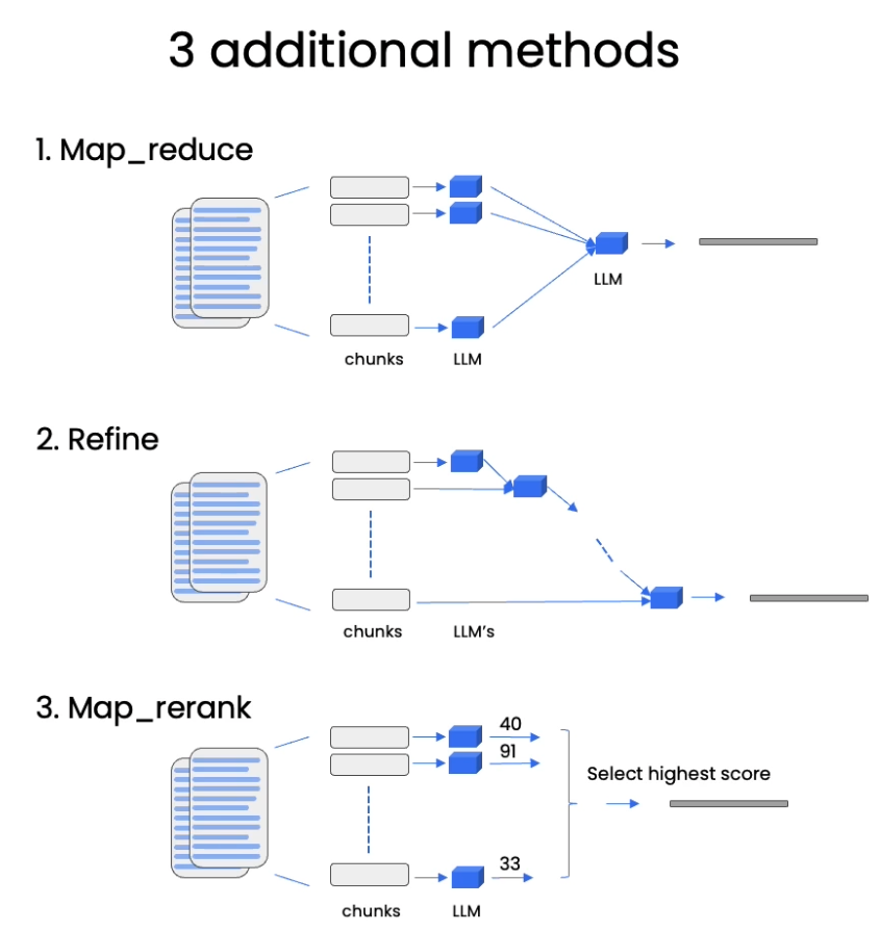 3 additional methods
1. Map_reduce
LLM
chunks
LLM
2. Refine
chunks
LLM's
3. Map_rerank
40
91
Select highest score
33
chunks
LLM